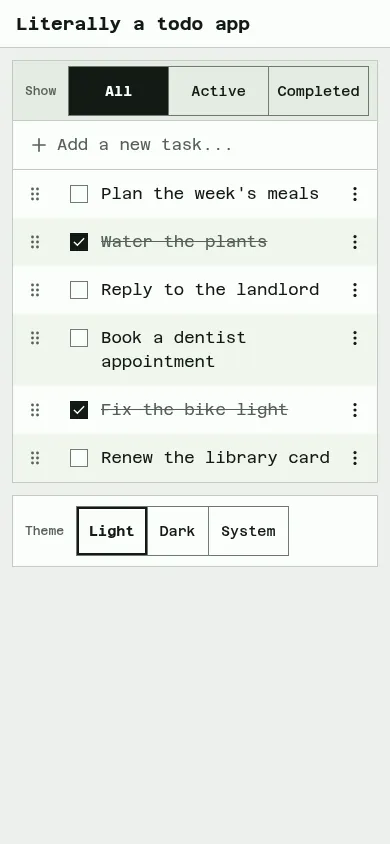 Literally a todo app
Show All Active Completed
Add a new task...
Plan the week's meals
Water the plants
Reply to the landlord
Book a dentist
appointment
Fix the bike light
Renew the library card
Theme Light Dark System